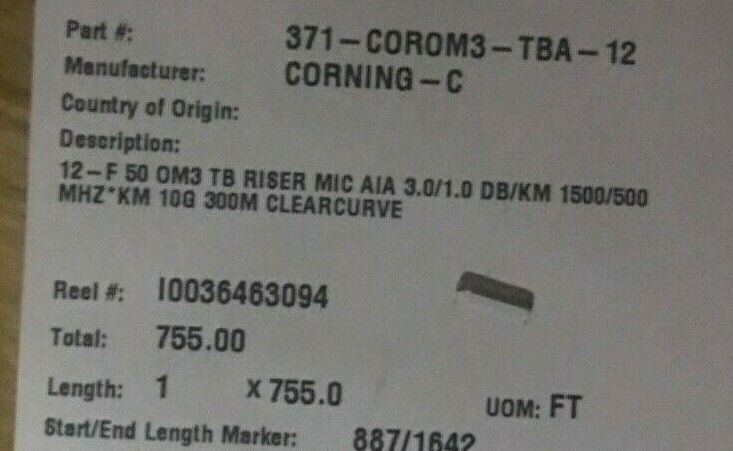 Part #: 371-COROM3-TBA-12
Manufacturer: CORNING-C
Country of Origin:
Description:
12-F 50 OM3 TB RISER MIC AIA 3.0/1.0 DB/KM 1500/500
MHZ*KM 10G 300M CLEARCURVE
Reel #: I0036463094
Total: 755.00
Length: 1 X 755.0 UOM: FT
Start/End Length Marker: 887/1642